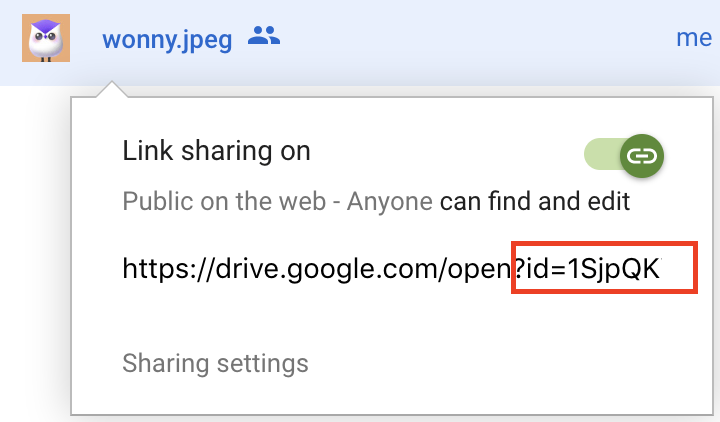 wonny.jpeg me
Link sharing on
Public on the web - Anyone can find and edit
https://drive.google.com/open?id=1SjpQK
Sharing settings